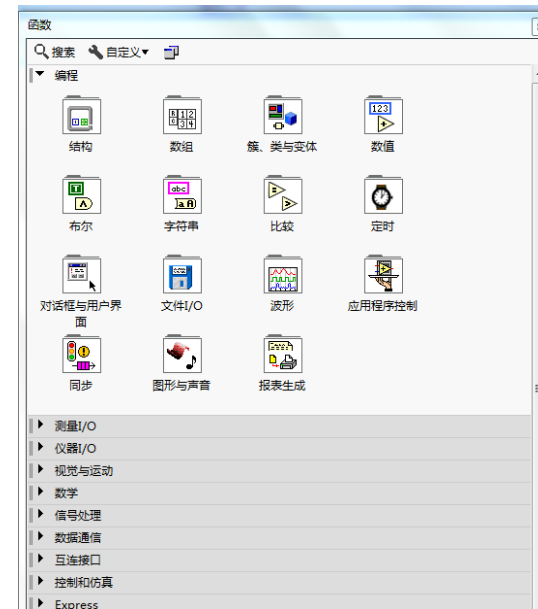 函数
搜索 自定义▼
编程
结构 数组 簇、类与变体 数值
布尔 字符串 比较 定时
对话框与用户界面 文件I/O 波形 应用程序控制
同步 图形与声音 报表生成
测量I/O
仪器I/O
视觉与运动
数学
信号处理
数据通信
互连接口
控制和仿真
Express